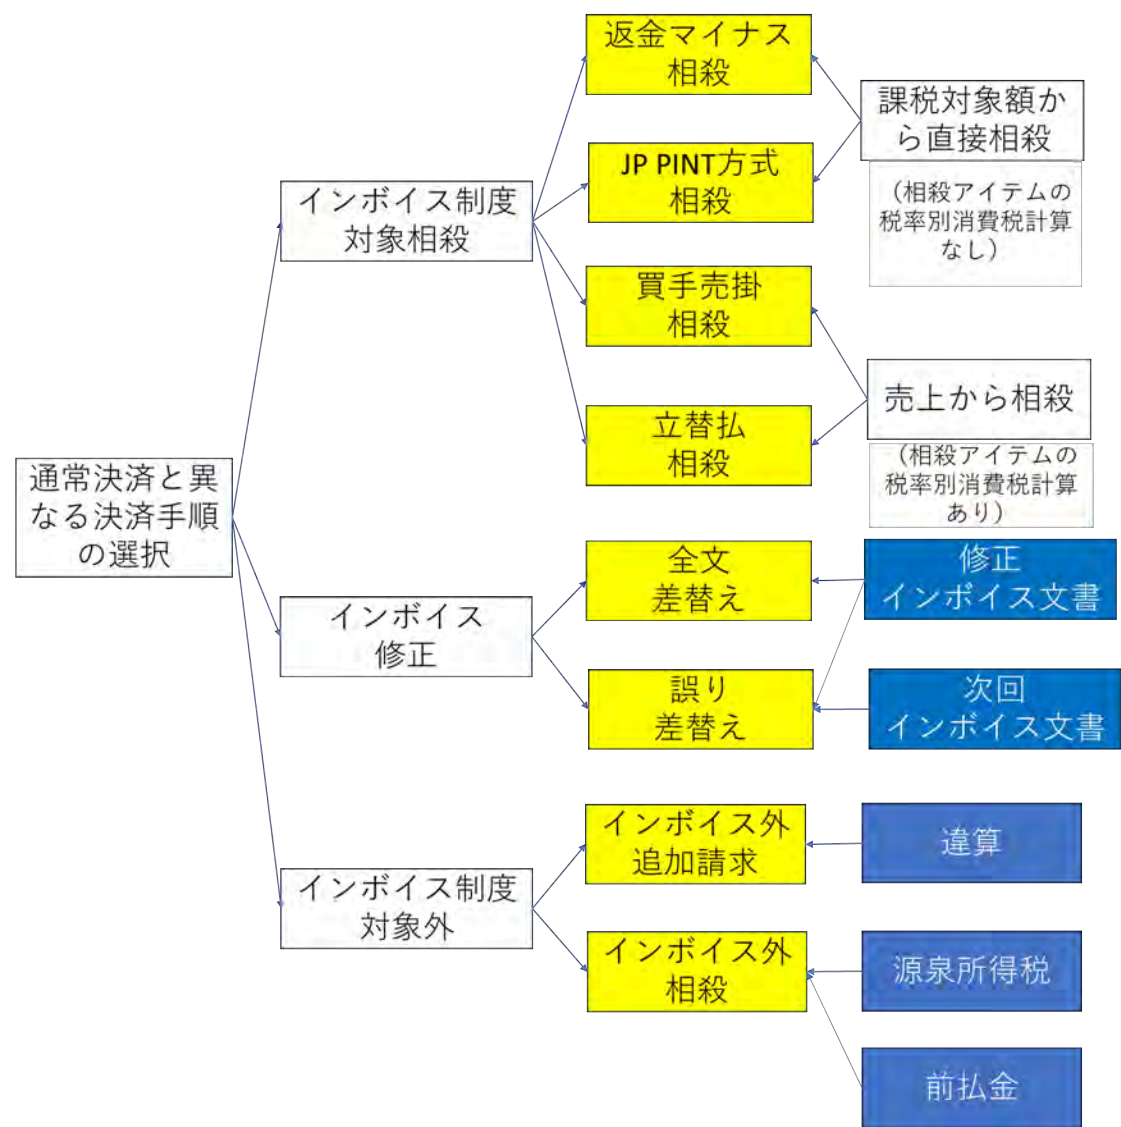 通常決済と異
なる決済手順
の選択
インボイス制度
対象相殺
インボイス
修正
インボイス制度
対象外
返金マイナス
相殺
JP PINT方式
相殺
買手売掛
相殺
立替払
相殺
全文
差替え
誤り
差替え
インボイス外
追加請求
インボイス外
相殺
課税対象額か
ら直接相殺
（相殺アイテムの
税率別消費税計算
なし）
売上から相殺
（相殺アイテムの
税率別消費税計算
あり）
修正
インボイス文書
次回
インボイス文書
違算
源泉所得税
前払金